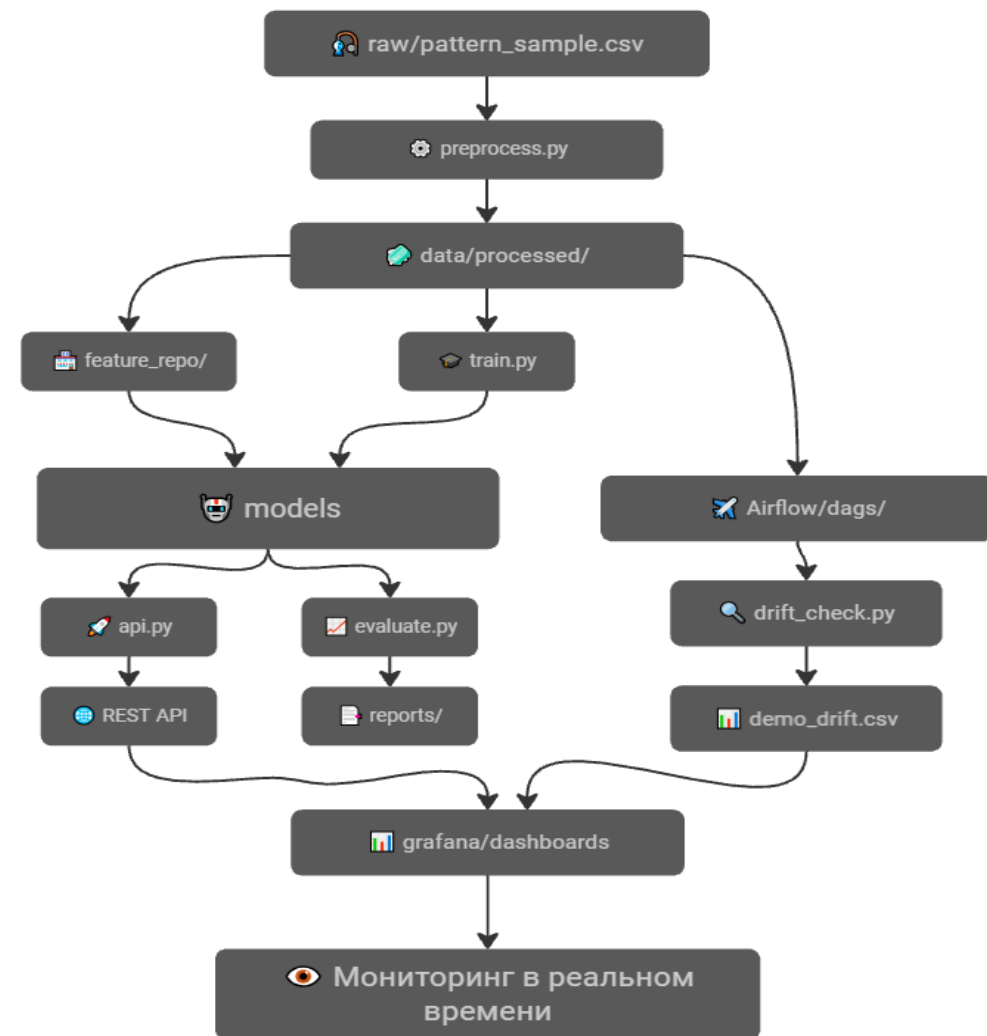 raw/pattern_sample.csv
preprocess.py
data/processed/
feature_repo/
train.py
models
Airflow/dags/
api.py
evaluate.py
drift_check.py
REST API
reports/
demo_drift.csv
grafana/dashboards
Мониторинг в реальном
времени